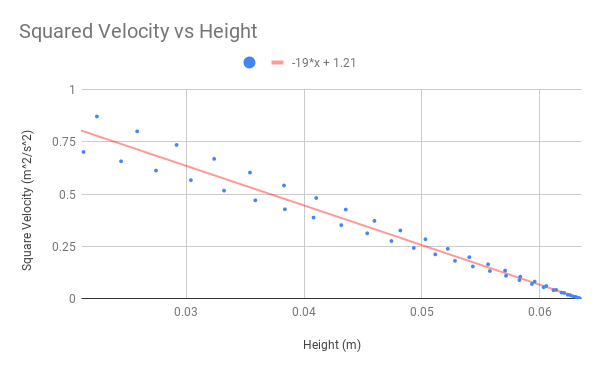 Squared Velocity vs Height
-19*x + 1.21
1
0.75
0.5
0.25
0
Square Velocity (m^2/s^2)
0.03 0.04 0.05 0.06
Height (m)